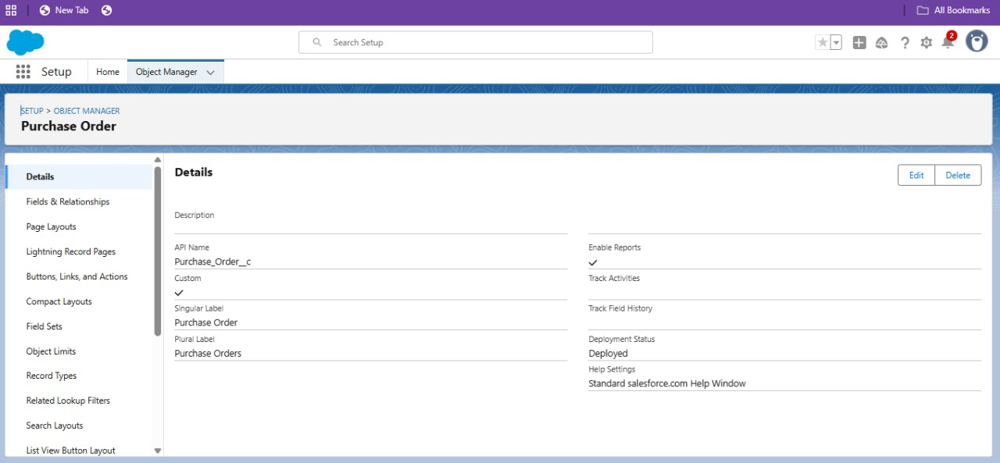 New Tab
All Bookmarks
Search Setup
2
Setup
Home
Object Manager
SETUP > OBJECT MANAGER
Purchase Order
Details
Fields & Relationships
Page Layouts
Lightning Record Pages
Buttons, Links, and Actions
Compact Layouts
Field Sets
Object Limits
Record Types
Related Lookup Filters
Search Layouts
List View Button Layout
Details
Edit
Delete
Description
API Name
Purchase_Order__c
Custom
Singular Label
Purchase Order
Plural Label
Purchase Orders
Enable Reports
Track Activities
Track Field History
Deployment Status
Deployed
Help Settings
Standard salesforce.com Help Window